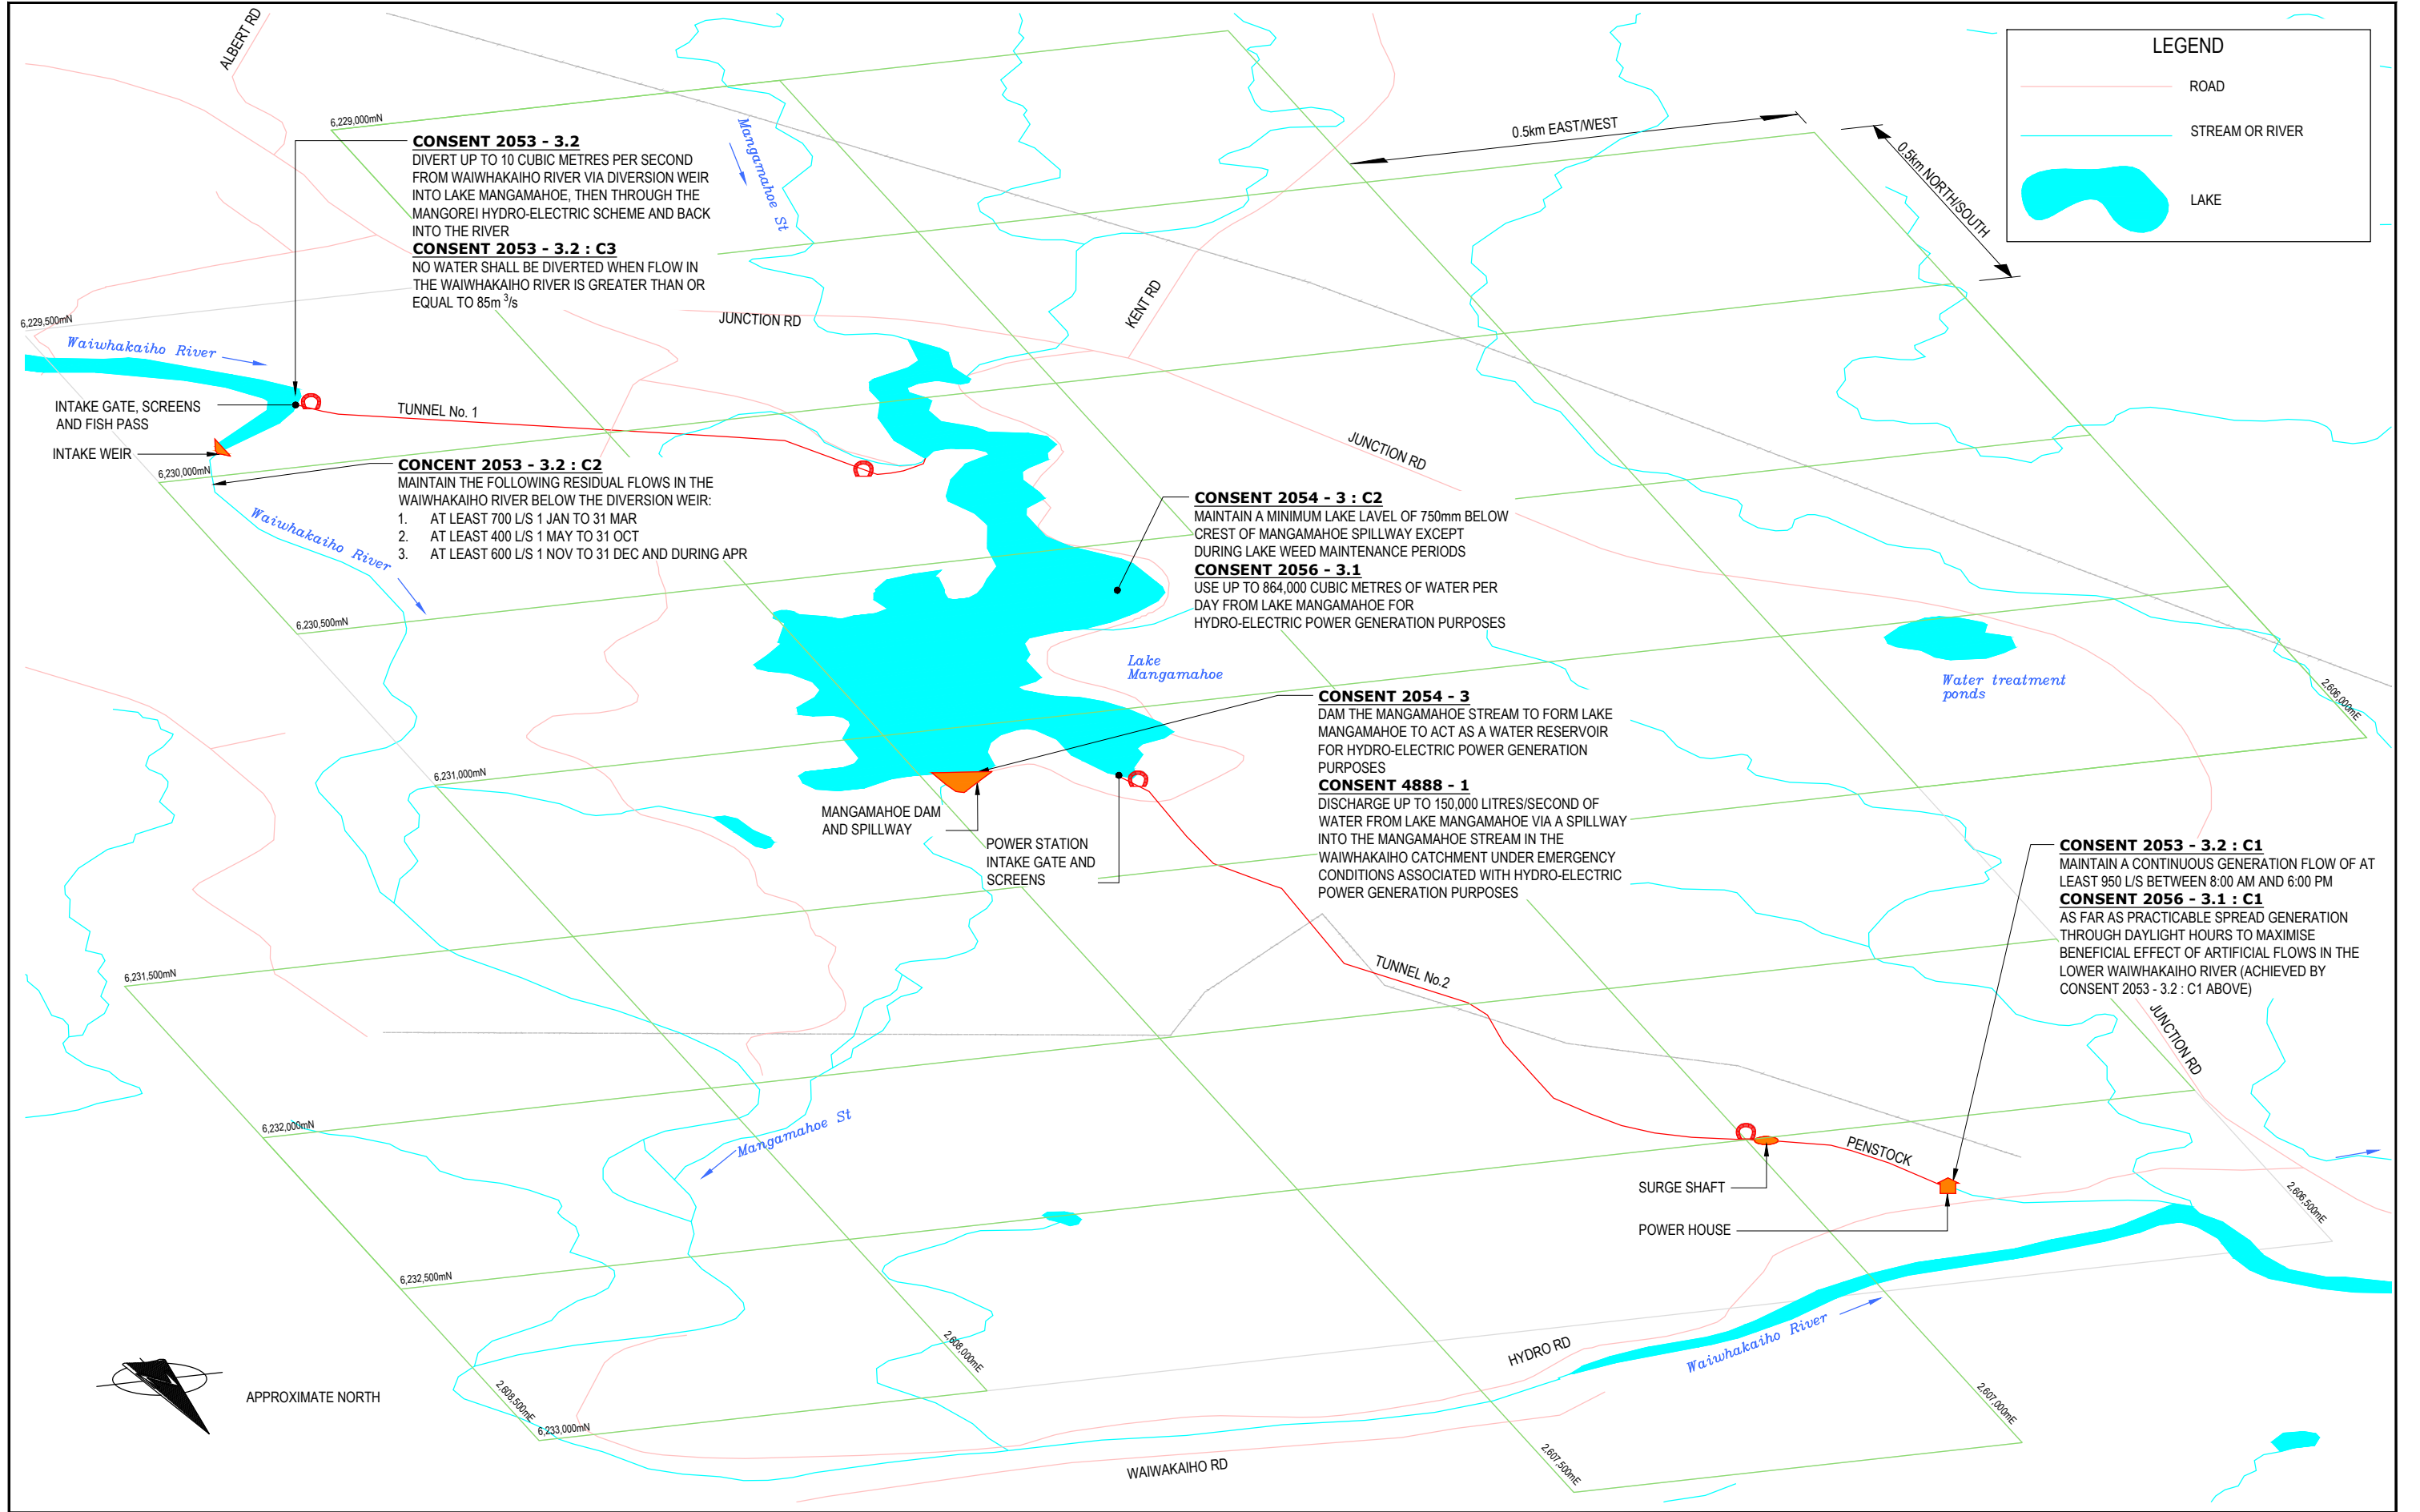 ALBERT RD
LEGEND
ROAD
STREAM OR RIVER
LAKE
0.5km EAST/WEST
0.5km NORTH/SOUTH
6,229,000mN
Mangamahoe St
CONSENT 2053 - 3.2
DIVERT UP TO 10 CUBIC METRES PER SECOND
FROM WAIWHAKAIHO RIVER VIA DIVERSION WEIR
INTO LAKE MANGAMAHOE, THEN THROUGH THE
MANGOREI HYDRO-ELECTRIC SCHEME AND BACK
INTO THE RIVER
CONSENT 2053 - 3.2 : C3
NO WATER SHALL BE DIVERTED WHEN FLOW IN
THE WAIWHAKAIHO RIVER IS GREATER THAN OR
EQUAL TO 85m ³/s
JUNCTION RD
KENT RD
6,229,500mN
Waiwhakaiho River
INTAKE GATE, SCREENS
AND FISH PASS
INTAKE WEIR
TUNNEL No. 1
JUNCTION RD
6,230,000mN
CONCENT 2053 - 3.2 : C2
MAINTAIN THE FOLLOWING RESIDUAL FLOWS IN THE
WAIWHAKAIHO RIVER BELOW THE DIVERSION WEIR:
1. AT LEAST 700 L/S 1 JAN TO 31 MAR
2. AT LEAST 400 L/S 1 MAY TO 31 OCT
3. AT LEAST 600 L/S 1 NOV TO 31 DEC AND DURING APR
Waiwhakaiho River
CONSENT 2054 - 3 : C2
MAINTAIN A MINIMUM LAKE LAVEL OF 750mm BELOW
CREST OF MANGAMAHOE SPILLWAY EXCEPT
DURING LAKE WEED MAINTENANCE PERIODS
CONSENT 2056 - 3.1
USE UP TO 864,000 CUBIC METRES OF WATER PER
DAY FROM LAKE MANGAMAHOE FOR
HYDRO-ELECTRIC POWER GENERATION PURPOSES
6,230,500mN
Lake
Mangamahoe
Water treatment
ponds
2,606,000mE
CONSENT 2054 - 3
DAM THE MANGAMAHOE STREAM TO FORM LAKE
MANGAMAHOE TO ACT AS A WATER RESERVOIR
FOR HYDRO-ELECTRIC POWER GENERATION
PURPOSES
CONSENT 4888 - 1
DISCHARGE UP TO 150,000 LITRES/SECOND OF
WATER FROM LAKE MANGAMAHOE VIA A SPILLWAY
INTO THE MANGAMAHOE STREAM IN THE
WAIWHAKAIHO CATCHMENT UNDER EMERGENCY
CONDITIONS ASSOCIATED WITH HYDRO-ELECTRIC
POWER GENERATION PURPOSES
6,231,000mN
MANGAMAHOE DAM
AND SPILLWAY
POWER STATION
INTAKE GATE AND
SCREENS
CONSENT 2053 - 3.2 : C1
MAINTAIN A CONTINUOUS GENERATION FLOW OF AT
LEAST 950 L/S BETWEEN 8:00 AM AND 6:00 PM
CONSENT 2056 - 3.1 : C1
AS FAR AS PRACTICABLE SPREAD GENERATION
THROUGH DAYLIGHT HOURS TO MAXIMISE
BENEFICIAL EFFECT OF ARTIFICIAL FLOWS IN THE
LOWER WAIWHAKAIHO RIVER (ACHIEVED BY
CONSENT 2053 - 3.2 : C1 ABOVE)
6,231,500mN
TUNNEL No.2
JUNCTION RD
6,232,000mN
Mangamahoe St
PENSTOCK
SURGE SHAFT
POWER HOUSE
2,606,500mE
6,232,500mN
2,608,000mE
HYDRO RD
Waiwhakaiho River
APPROXIMATE NORTH
2,608,500mE
6,233,000mN
2,607,000mE
2,607,500mE
WAIWAKAIHO RD